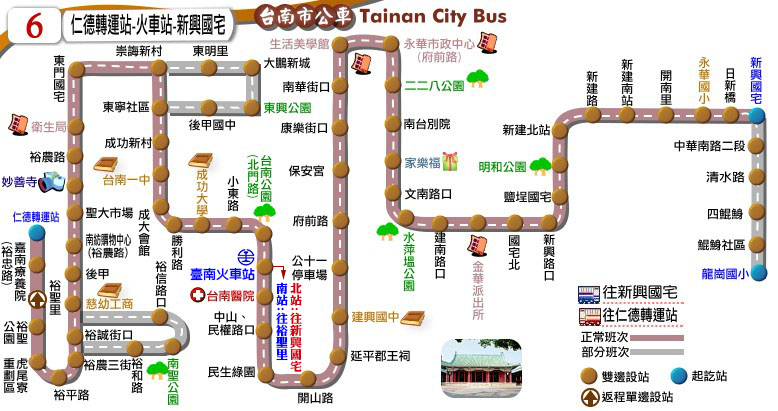 6
仁德轉運站-火車站-新興國宅
台南市公車 Tainan City Bus
東門國宅
崇誨新村
東明里
大鵬新城
東寧社區
後甲國中
東興公園
衛生局
裕農路
妙善寺
仁德轉運站
聖大市場
南紡購物中心
(裕農路)
後甲
慈幼工商
裕誠街口
裕農三街
裕和路
南聖公園
裕信路口
嘉南療養院
(裕忠路)
裕聖里
裕聖公園
虎尾寮重劃區
裕平路
成功新村
台南一中
成大會館
勝利路
成功大學
小東路
台南公園
(北門路)
臺南火車站
台南醫院
南站:往裕聖里
北站:往新興國宅
中山、民權路口
民生綠園
開山路
延平郡王祠
建興國中
公十一停車場
府前路
保安宮
康樂街口
南華街口
生活美學館
永華市政中心
(府前路)
二二八公園
南台別院
家樂福
文南路口
水萍塭公園
建南路口
金華派出所
國宅北
新興路口
鹽埕國宅
明和公園
新建北站
新建路
新建南站
開南里
永華國小
日新橋
新興國宅
中華南路二段
清水路
四鯤鯓
鯤鯓社區
龍崗國小
往新興國宅
往仁德轉運站
正常班次
部分班次
雙邊設站
起訖站
返程單邊設站